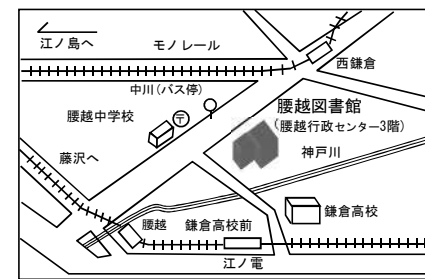 江ノ島へ
モノレール
西鎌倉
中川（バス停）
腰越図書館
（腰越行政センター3階）
腰越中学校
〒
神戸川
藤沢へ
鎌倉高校
腰越
鎌倉高校前
江ノ電